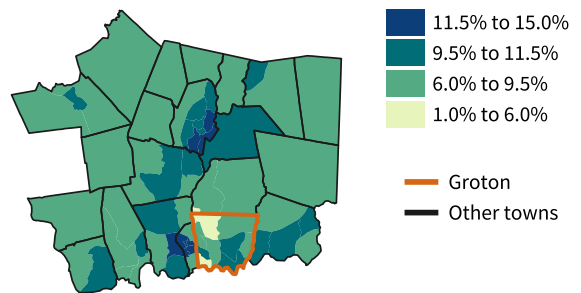 11.5% to 15.0%
9.5% to 11.5%
6.0% to 9.5%
1.0% to 6.0%
Groton
Other towns